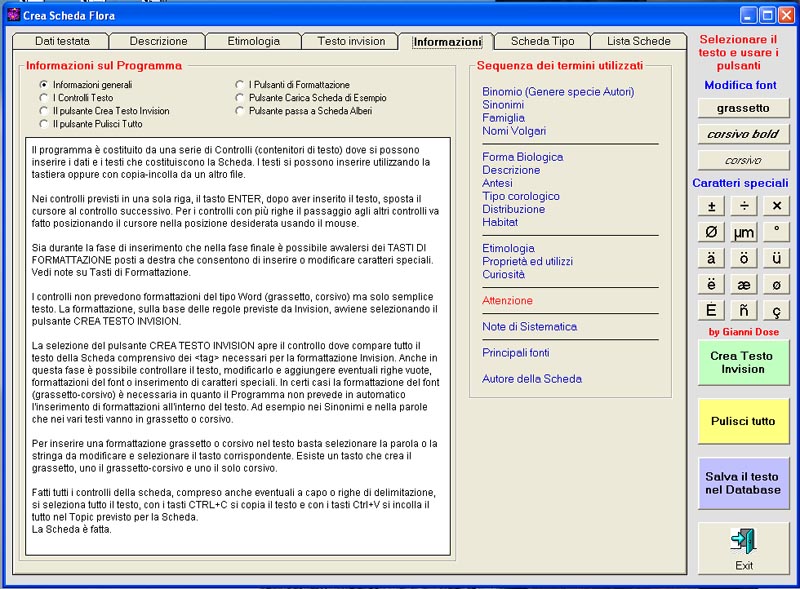 Crea Scheda Flora
Dati testata
Descrizione
Etimologia
Testo invision
Informazioni
Scheda Tipo
Lista Schede
Informazioni sul Programma
Informazioni generali
I Controlli Testo
Il pulsante Crea Testo Invision
Il pulsante Pulisci Tutto
I Pulsanti di Formattazione
Pulsante Carica Scheda di Esempio
Pulsante passa a Scheda Alberi
Il programma è costituito da una serie di Controlli (contenitori di testo) dove si possono
inserire i dati e i testi che costituiscono la Scheda. I testi si possono inserire utilizzando la
tastiera oppure con copia-incolla da un altro file.
Nei controlli previsti in una sola riga, il tasto ENTER, dopo aver inserito il testo, sposta il
cursore al controllo successivo. Per i controlli con più righe il passaggio agli altri controlli va
fatto posizionando il cursore nella posizione desiderata usando il mouse.
Sia durante la fase di inserimento che nella fase finale è possibile avvalersi dei TASTI DI
FORMATTAZIONE posti a destra che consentono di inserire o modificare caratteri speciali.
Vedi note su Tasti di Formattazione.
I controlli non prevedono formattazioni del tipo Word (grassetto, corsivo) ma solo semplice
testo. La formattazione, sulla base delle regole previste da Invision, avviene selezionando il
pulsante CREA TESTO INVISION.
La selezione del pulsante CREA TESTO INVISION apre il controllo dove compare tutto il
testo della Scheda comprensivo dei <tag> necessari per la formattazione Invision. Anche in
questa fase è possibile controllare il testo, modificarlo e aggiungere eventuali righe vuote,
formattazioni del font o inserimento di caratteri speciali. In certi casi la formattazione del font
(grassetto-corsivo) è necessaria in quanto il Programma non prevede in automatico
l'inserimento di formattazioni all'interno del testo. Ad esempio nei Sinonimi e nella parole
che nei vari testi vanno in grassetto o corsivo.
Per inserire una formattazione grassetto o corsivo nel testo basta selezionare la parola o la
stringa da modificare e selezionare il tasto corrispondente. Esiste un tasto che crea il
grassetto, uno il grassetto-corsivo e uno il solo corsivo.
Fatti tutti i controlli della scheda, compreso anche eventuali a capo o righe di delimitazione,
si seleziona tutto il testo, con i tasti CTRL+C si copia il testo e con i tasti Ctrl+V si incolla il
tutto nel Topic previsto per la Scheda.
La Scheda è fatta.
Sequenza dei termini utilizzati
Binomio (Genere specie Autori)
Sinonimi
Famiglia
Nomi Volgari
Forma Biologica
Descrizione
Antesi
Tipo corologico
Distribuzione
Habitat
Etimologia
Proprietà ed utilizzi
Curiosità
Attenzione
Note di Sistematica
Principali fonti
Autore della Scheda
Selezionare il
testo e usare i
pulsanti
Modifica font
grassetto
corsivo bold
corsivo
Caratteri speciali
± ÷ ×
Ø µm °
ä ö ü
ë æ ø
È ñ ç
by Gianni Dose
Crea Testo
Invision
Pulisci tutto
Salva il testo
nel Database
Exit